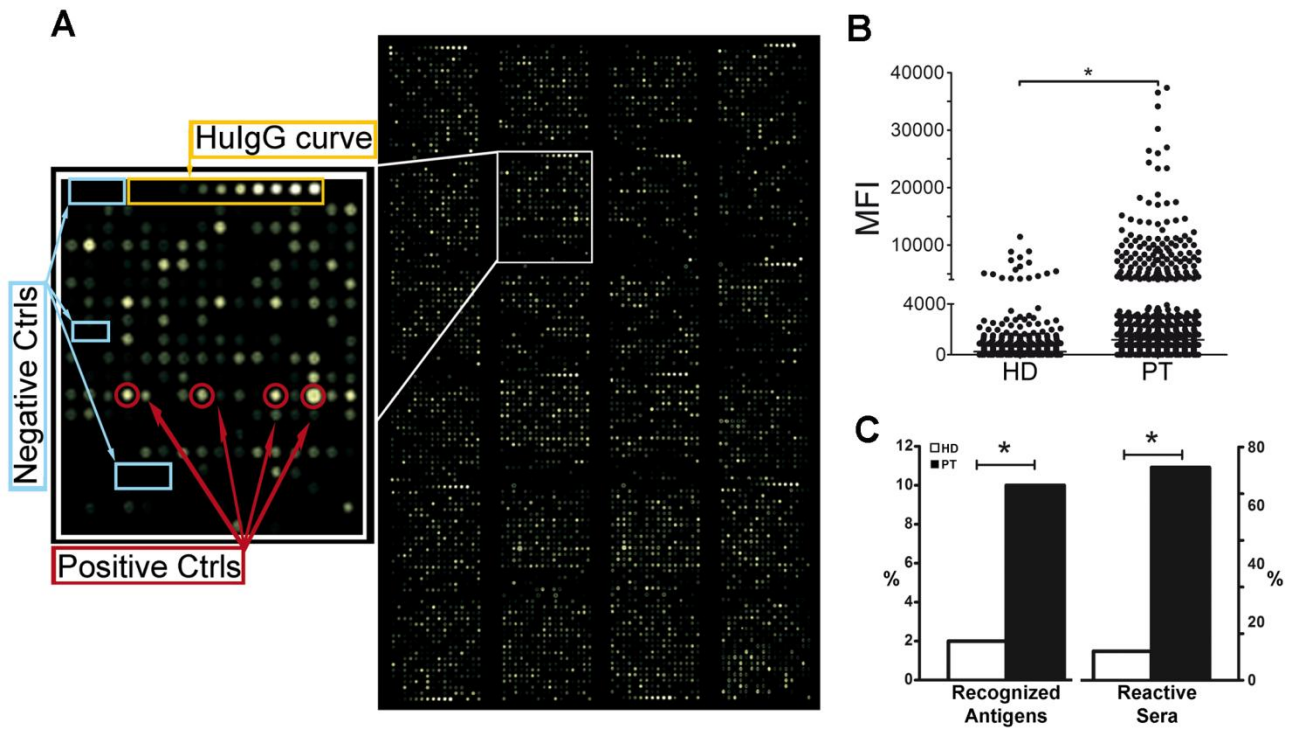 A
HuIgG curve
Negative Ctrls
Positive Ctrls
B
MFI
40000
30000
20000
10000
4000
0
*
HD
PT
C
HD
PT
12
10
8
6
4
2
0
%
*
*
80
60
40
20
0
%
Recognized
Antigens
Reactive
Sera